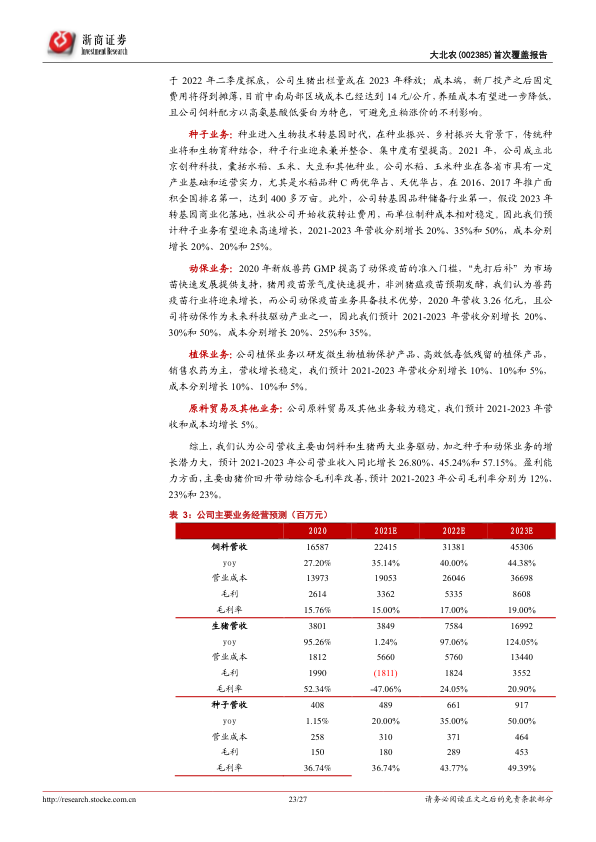 浙商证券
Investment Research
大北农(002385)首次覆盖报告
于 2022 年二季度探底，公司生猪出栏量或在 2023 年释放；成本端，新厂投产之后固定
费用将得到摊薄，目前中南局部区域成本已经达到 14 元/公斤，养殖成本有望进一步降低，
且公司饲料配方以高氨基酸低蛋白为特色，可避免豆粕涨价的不利影响。
种子业务：种业进入生物技术转基因时代，在种业振兴、乡村振兴大背景下，传统种
业将和生物育种结合，种子行业迎来兼并整合、集中度有望提高。2021 年，公司成立北
京创种科技，囊括水稻、玉米、大豆和其他种业。公司水稻，玉米种业在各省市具有一定
产业基础和运营实力，尤其是水稻品种 C 两优华占、天优华占，在 2016、2017 年推广面
积全国排名第一，达到 400 多万亩。此外，公司转基因品种储备行业第一，假设 2023 年
转基因商业化落地，性状公司开始收获转让费用，而单位制种成本相对稳定。因此我们预
计种子业务有望迎来高速增长，2021-2023 年营收分别增长 20%、35%和 50%，成本分别
增长 20%、20%和 25%。
动保业务：2020 年新版兽药 GMP 提高了动保疫苗的准入门槛，“先打后补”为市场
苗快速发展提供支持，猪用疫苗景气度快速提升，非洲猪瘟疫苗预期发酵，我们认为兽药
疫苗行业将迎来增长，而公司动保疫苗业务具备技术优势，2020 年营收 3.26 亿元，且公
司将动保作为未来科技驱动产业之一，因此我们预计 2021-2023 年营收分别增长 20%、
30%和 50%，成本分别增长 20%、25%和 35%。
植保业务：公司植保业务以研发微生物植物保护产品、高效低毒低残留的植保产品，
销售农药为主，营收增长稳定，我们预计 2021-2023 年营收分别增长 10%、10%和 5%，
成本分别增长 10%、10%和 5%。
原料贸易及其他业务：公司原料贸易及其他业务较为稳定，我们预计 2021-2023 年营
收和成本均增长 5%。
综上，我们认为公司营收主要由饲料和生猪两大业务驱动，加之种子和动保业务的增
长潜力大，预计 2021-2023 年公司营业收入同比增长 26.80%、45.24%和 57.15%。盈利能
力方面，主要由猪价回升带动综合毛利率改善，预计 2021-2023 年公司毛利率分别为 12%、
23%和 23%。
表 3：公司主要业务经营预测（百万元）
2020 2021E 2022E 2023E
饲料营收 16587 22415 31381 45306
yoy 27.20% 35.14% 40.00% 44.38%
营业成本 13973 19053 26046 36698
毛利 2614 3362 5335 8608
毛利率 15.76% 15.00% 17.00% 19.00%
生猪营收 3801 3849 7584 16992
yoy 95.26% 1.24% 97.06% 124.05%
营业成本 1812 5660 5760 13440
毛利 1990 (1811) 1824 3552
毛利率 52.34% -47.06% 24.05% 20.90%
种子营收 408 489 661 917
yoy 1.15% 20.00% 35.00% 50.00%
营业成本 258 310 371 464
毛利 150 180 289 453
毛利率 36.74% 36.74% 43.77% 49.39%
http://research.stocke.com.cn 23/27 请务必阅读正文之后的免责条款部分